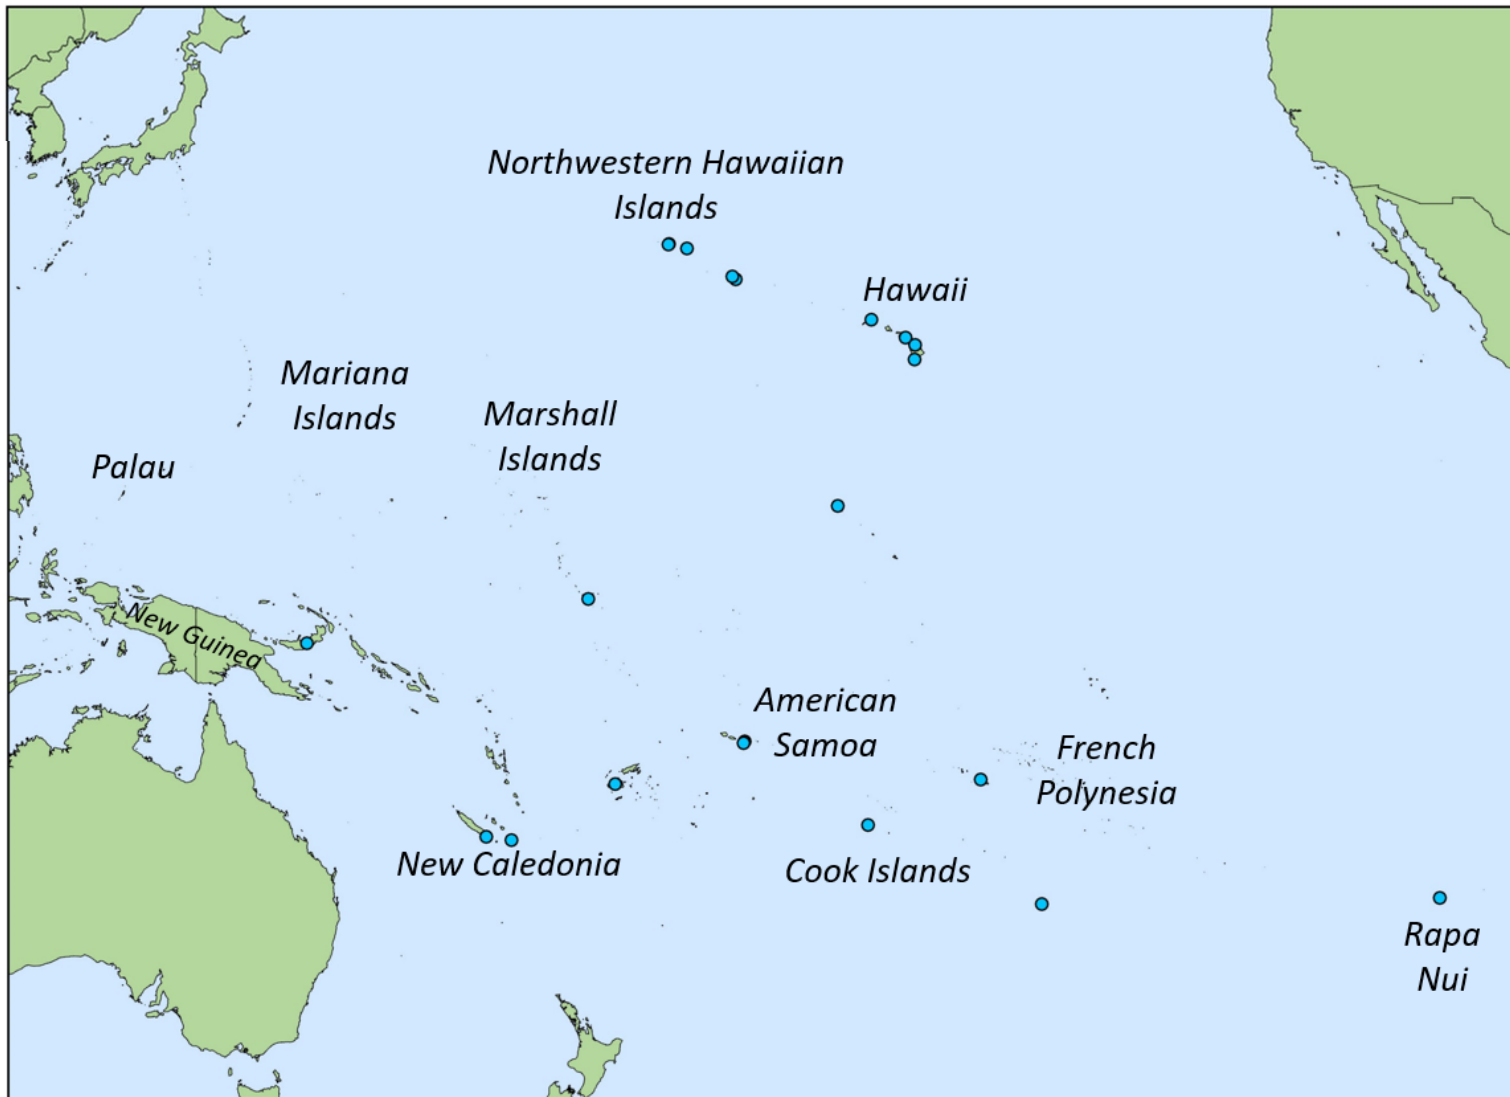 Northwestern Hawaiian
Islands
Hawaii
Mariana
Islands
Marshall
Islands
Palau
New Guinea
American
Samoa
French
Polynesia
New Caledonia
Cook Islands
Rapa
Nui